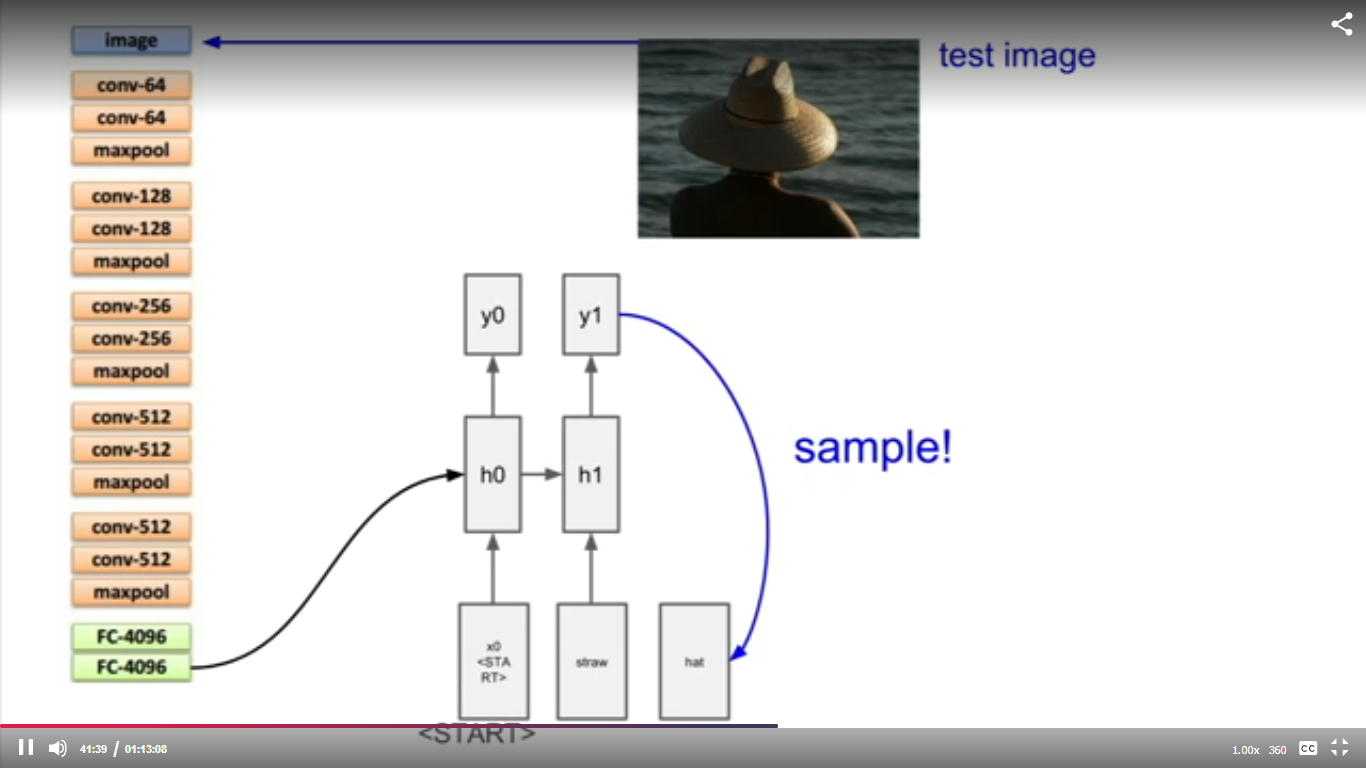 image
test image
conv-64
conv-64
maxpool
conv-128
conv-128
maxpool
conv-256
conv-256
maxpool
conv-512
conv-512
maxpool
conv-512
conv-512
maxpool
FC-4096
FC-4096
y0
y1
h0
h1
sample!
x0
<STA
RT>
straw
hat
<START>
41:39 / 01:13:08
1.00x
360
CC